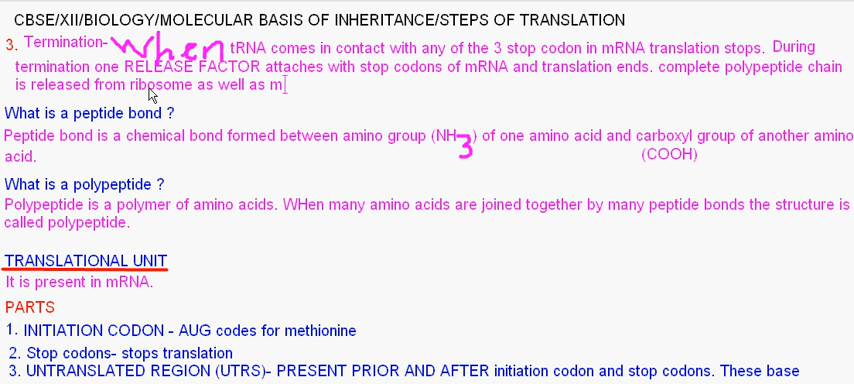 CBSE/XII/BIOLOGY/MOLECULAR BASIS OF INHERITANCE/STEPS OF TRANSLATION
3. Termination- When tRNA comes in contact with any of the 3 stop codon in mRNA translation stops. During
termination one RELEASE FACTOR attaches with stop codons of mRNA and translation ends. complete polypeptide chain
is released from ribosome as well as m
What is a peptide bond ?
Peptide bond is a chemical bond formed between amino group (NH3) of one amino acid and carboxyl group of another amino
acid. (COOH)
What is a polypeptide ?
Polypeptide is a polymer of amino acids. WHen many amino acids are joined together by many peptide bonds the structure is
called polypeptide.
TRANSLATIONAL UNIT
It is present in mRNA.
PARTS
1. INITIATION CODON - AUG codes for methionine
2. Stop codons- stops translation
3. UNTRANSLATED REGION (UTRS)- PRESENT PRIOR AND AFTER initiation codon and stop codons. These base